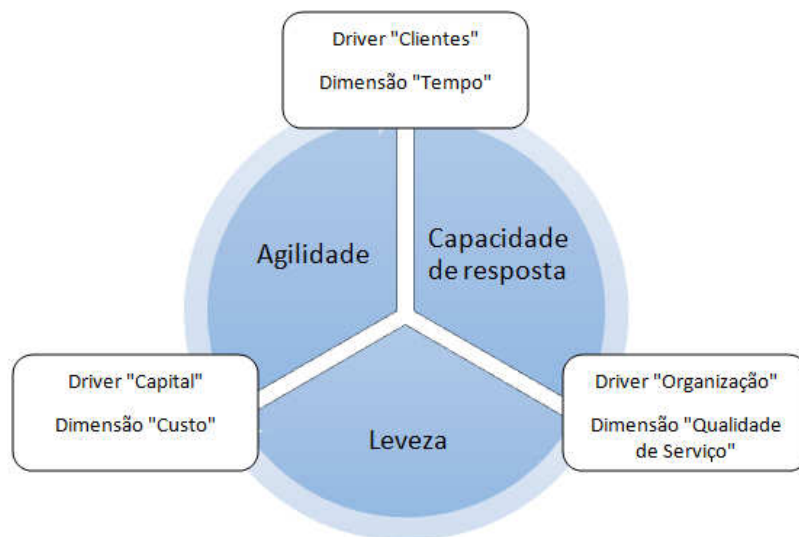 Driver "Clientes"
Dimensão "Tempo"
Agilidade
Capacidade
de resposta
Driver "Capital"
Dimensão "Custo"
Leveza
Driver "Organização"
Dimensão "Qualidade
de Serviço"